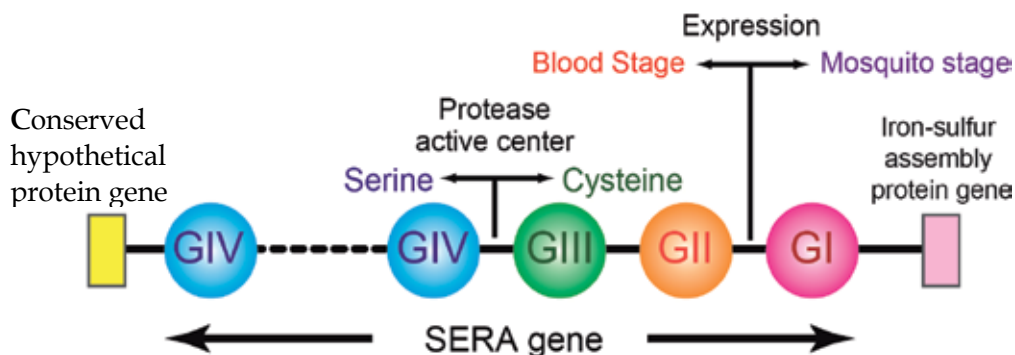 Expression
Blood Stage
Mosquito stage
Conserved
hypothetical
protein gene
Protease
active center
Serine
Cysteine
Iron-sulfur
assembly
protein gene
GIV
GIV
GIII
GII
GI
SERA gene